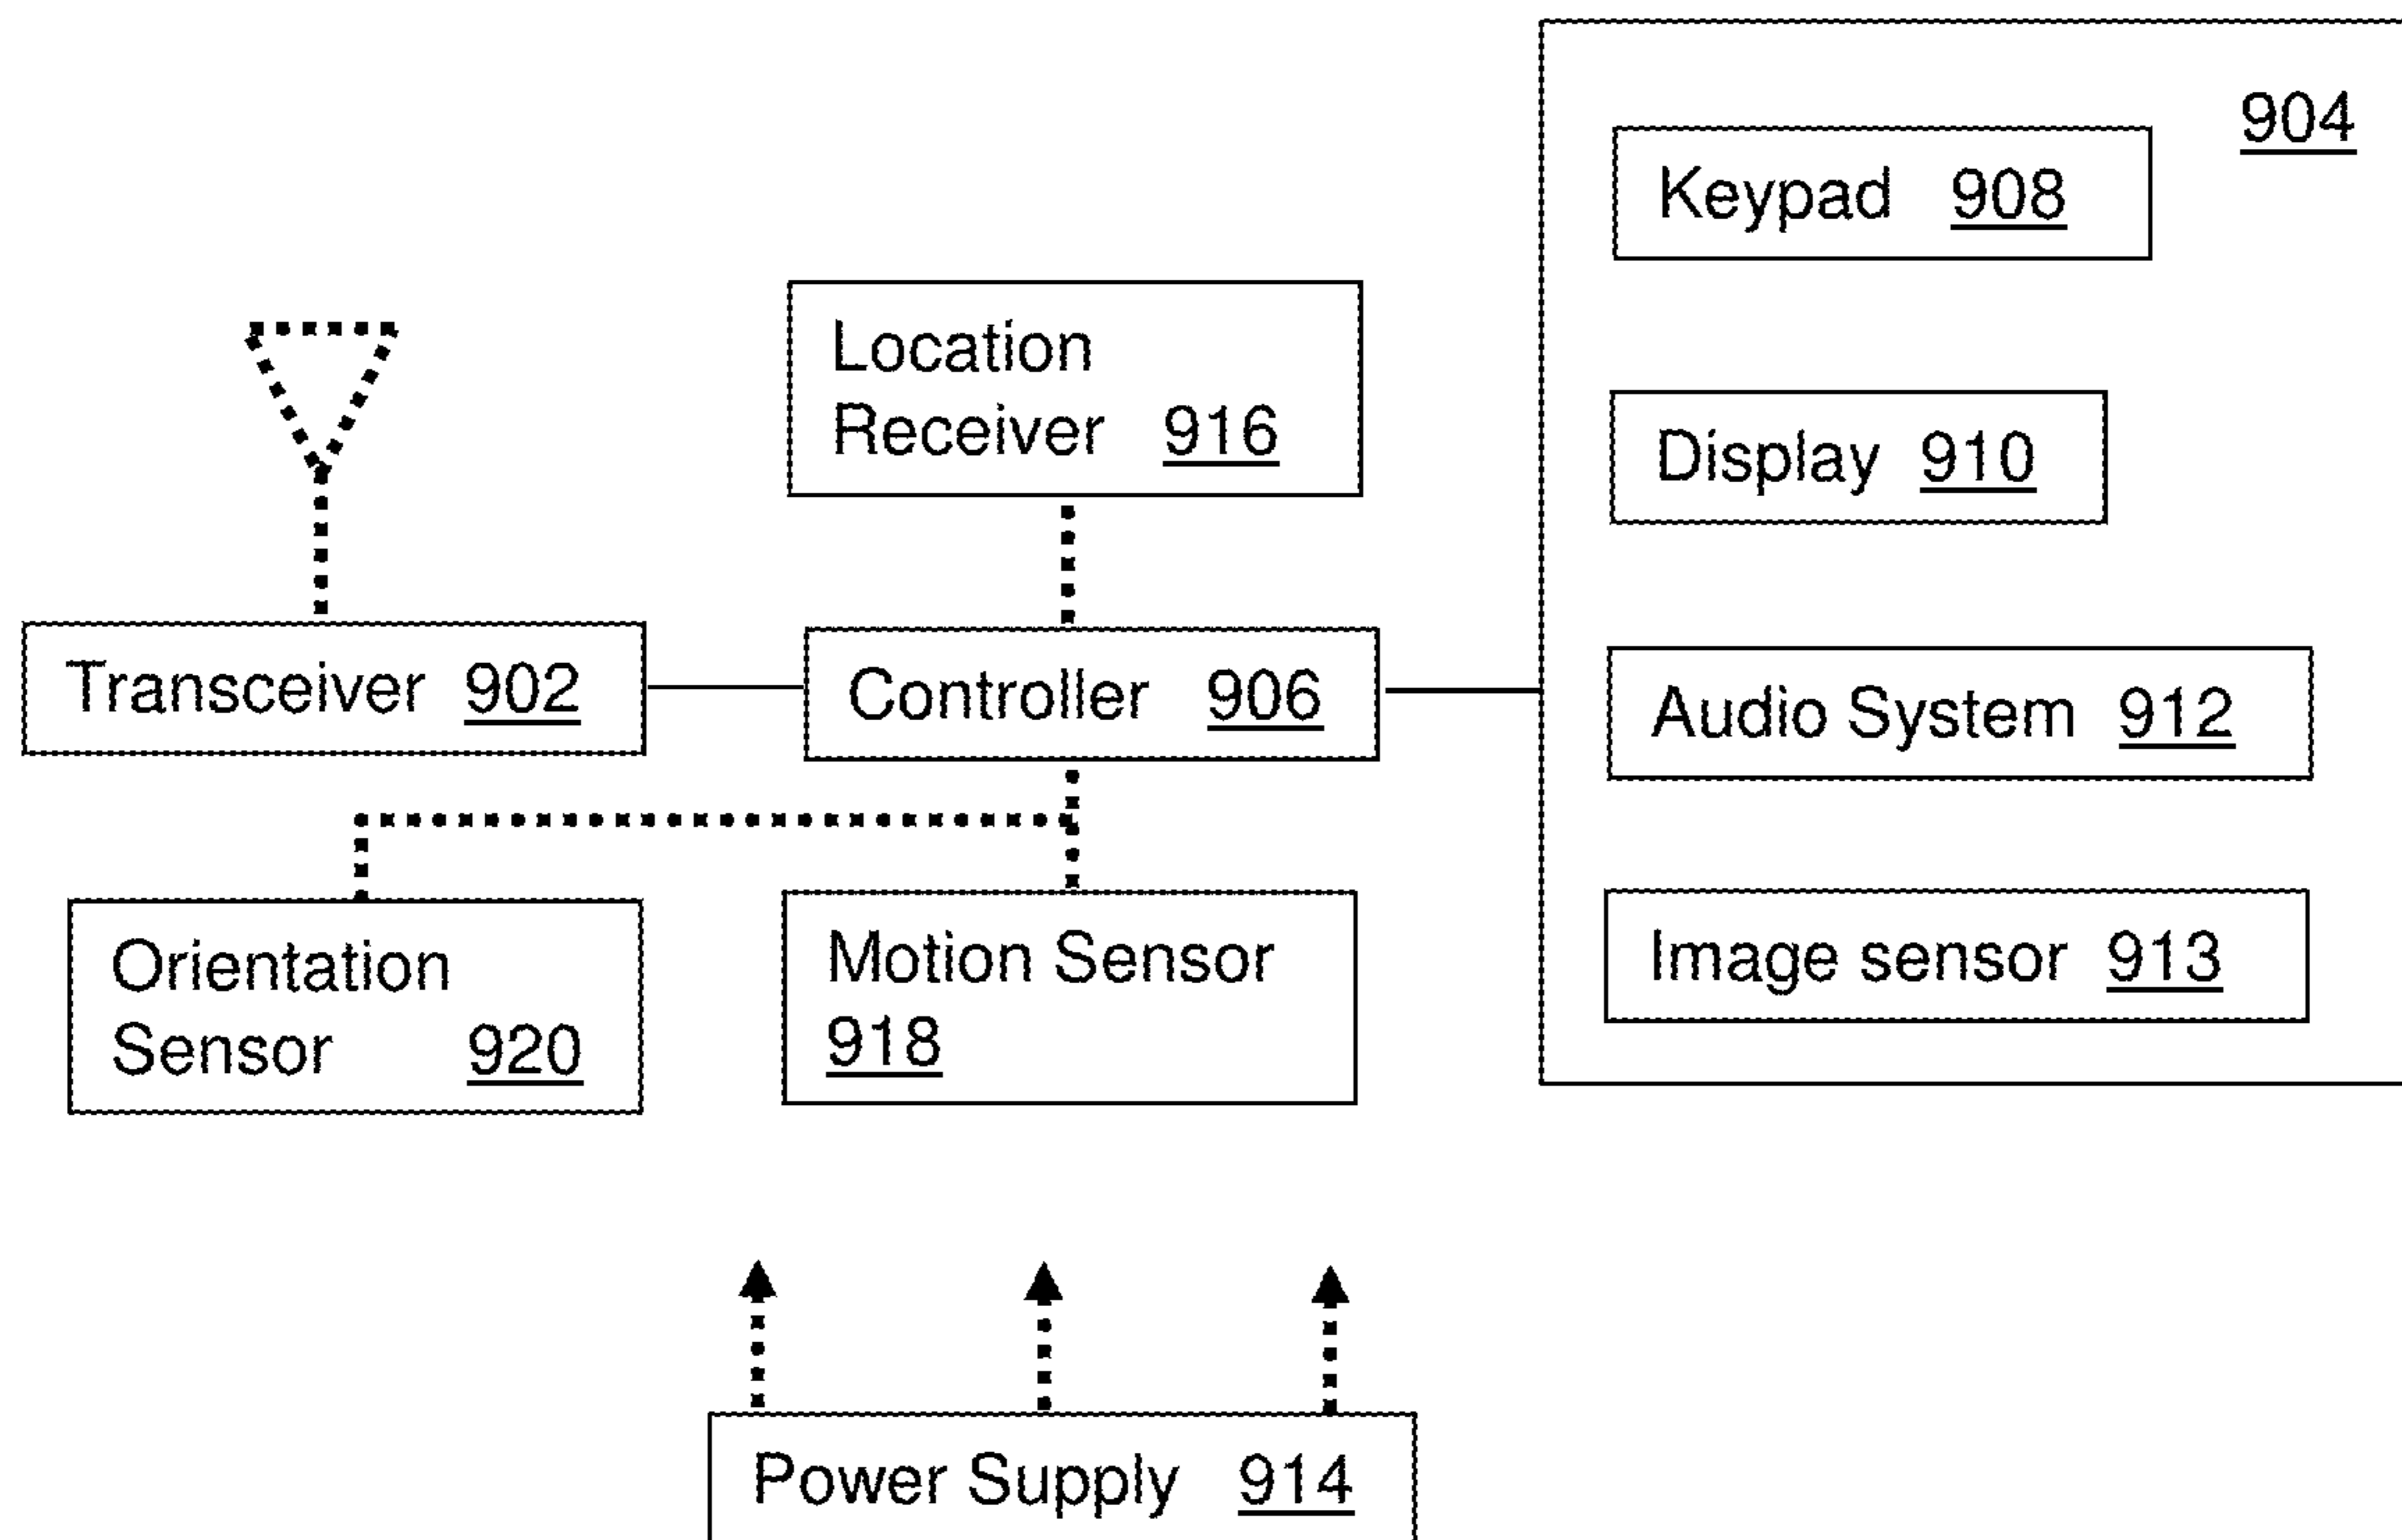 904
Keypad 908
Location
Receiver 916
Display 910
Transceiver 902
Controller 906
Audio System 912
Orientation
Sensor 920
Motion Sensor
918
Image sensor 913
Power Supply 914